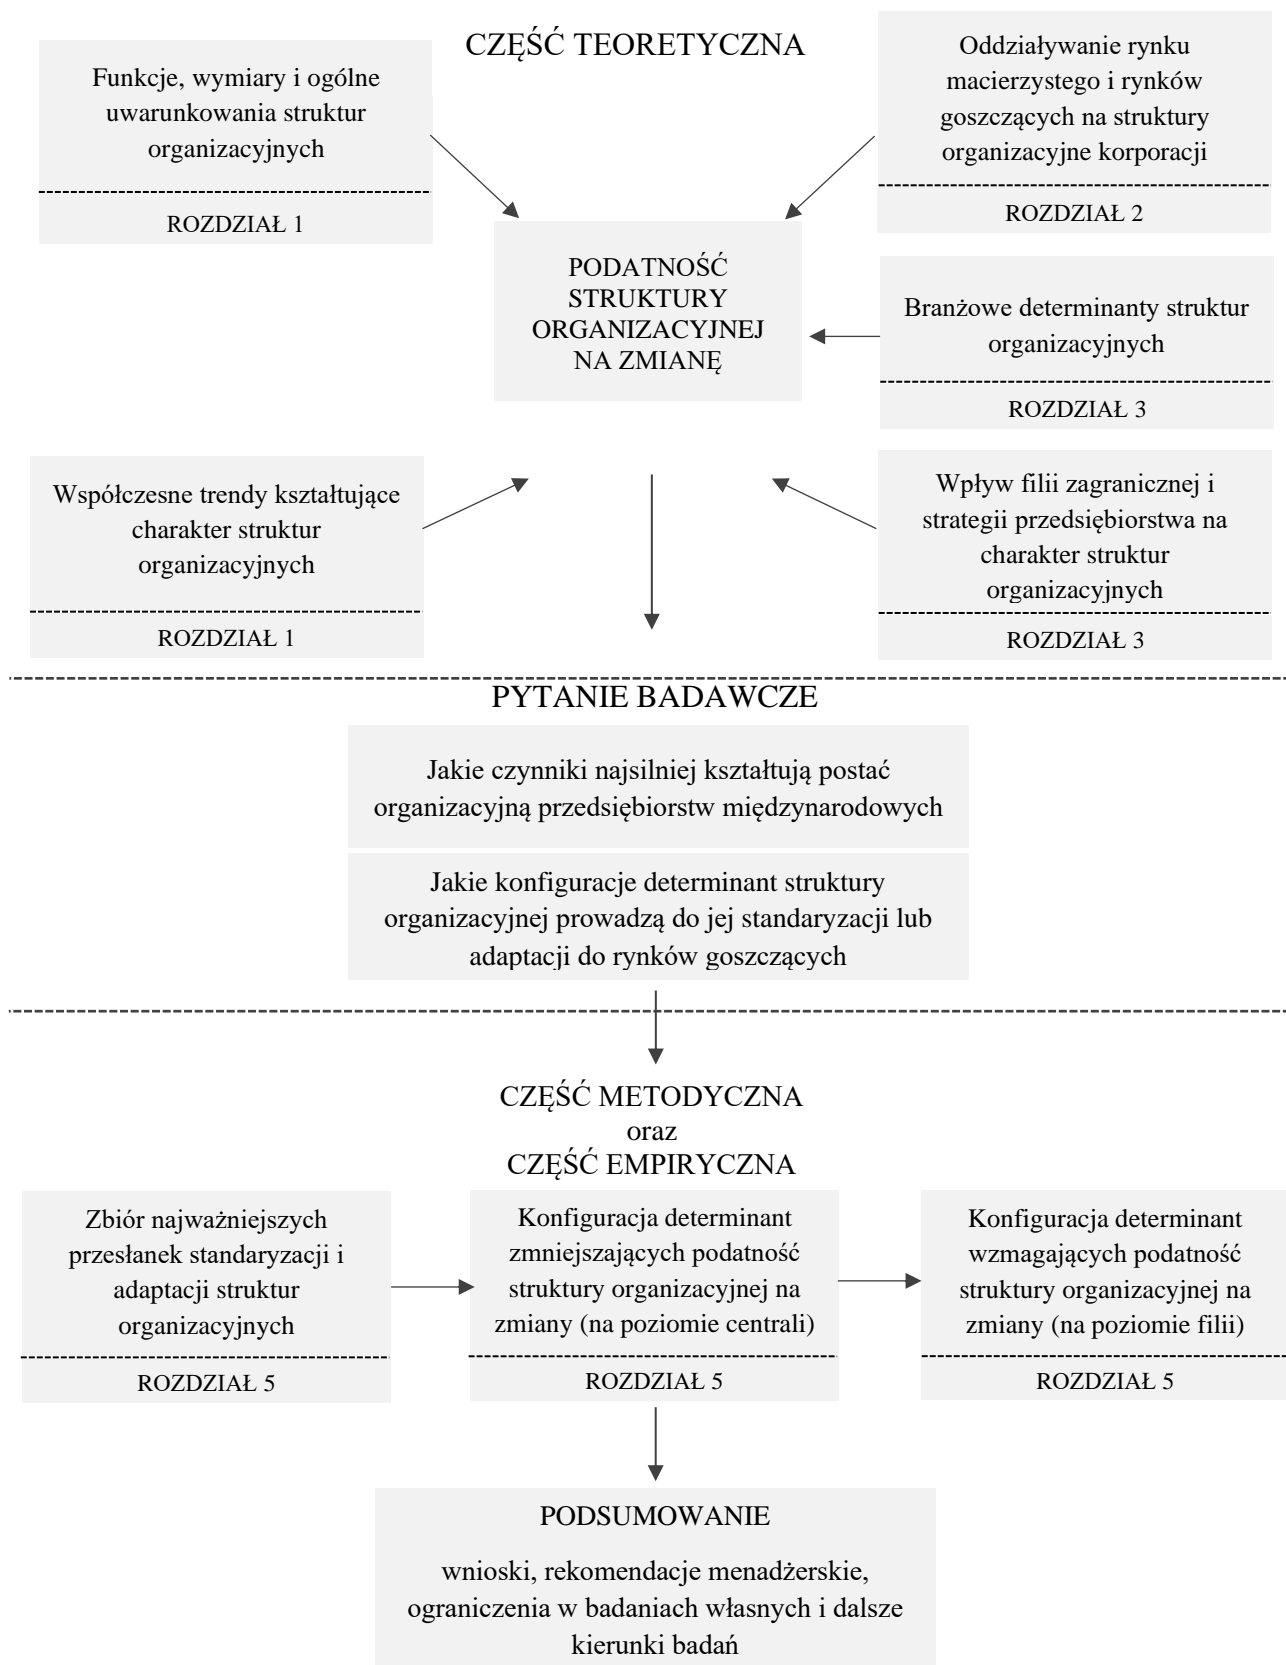 CZĘŚĆ TEORETYCZNA
Funkcje, wymiary i ogólne
uwarunkowania struktur
organizacyjnych
ROZDZIAŁ 1
Oddziaływanie rynku
macierzystego i rynków
goszczących na struktury
organizacyjne korporacji
ROZDZIAŁ 2
PODATNOŚĆ
STRUKTURY
ORGANIZACYJNEJ
NA ZMIANĘ
Branżowe determinanty struktur
organizacyjnych
ROZDZIAŁ 3
Współczesne trendy kształtujące
charakter struktur
organizacyjnych
ROZDZIAŁ 1
Wpływ filii zagranicznej i
strategii przedsiębiorstwa na
charakter struktur
organizacyjnych
ROZDZIAŁ 3
PYTANIE BADAWCZE
Jakie czynniki najsilniej kształtują postać
organizacyjną przedsiębiorstw międzynarodowych
Jakie konfiguracje determinant struktury
organizacyjnej prowadzą do jej standaryzacji lub
adaptacji do rynków goszczących
CZĘŚĆ METODYCZNA
oraz
CZĘŚĆ EMPIRYCZNA
Zbiór najważniejszych
przesłanek standaryzacji i
adaptacji struktur
organizacyjnych
ROZDZIAŁ 5
Konfiguracja determinant
zmniejszających podatność
struktury organizacyjnej na
zmiany (na poziomie centrali)
ROZDZIAŁ 5
Konfiguracja determinant
wzmagających podatność
struktury organizacyjnej na
zmiany (na poziomie filii)
ROZDZIAŁ 5
PODSUMOWANIE
wnioski, rekomendacje menadżerskie,
ograniczenia w badaniach własnych i dalsze
kierunki badań